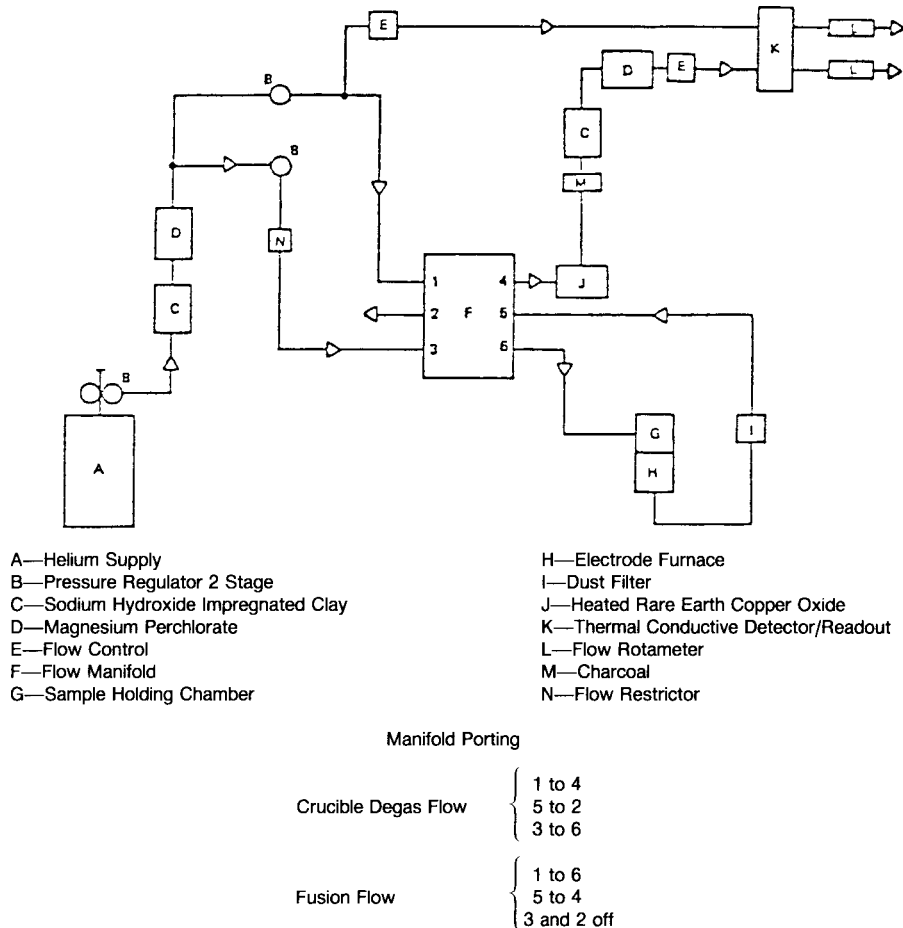 E
L
K
L
D
E
B
C
B
M
D
N
J
1 4
2 F 5
3 6
C
B
G
I
H
A
A—Helium Supply
B—Pressure Regulator 2 Stage
C—Sodium Hydroxide Impregnated Clay
D—Magnesium Perchlorate
E—Flow Control
F—Flow Manifold
G—Sample Holding Chamber
H—Electrode Furnace
I—Dust Filter
J—Heated Rare Earth Copper Oxide
K—Thermal Conductive Detector/Readout
L—Flow Rotameter
M—Charcoal
N—Flow Restrictor
Manifold Porting
Crucible Degas Flow
1 to 4
5 to 2
3 to 6
Fusion Flow
1 to 6
5 to 4
3 and 2 off